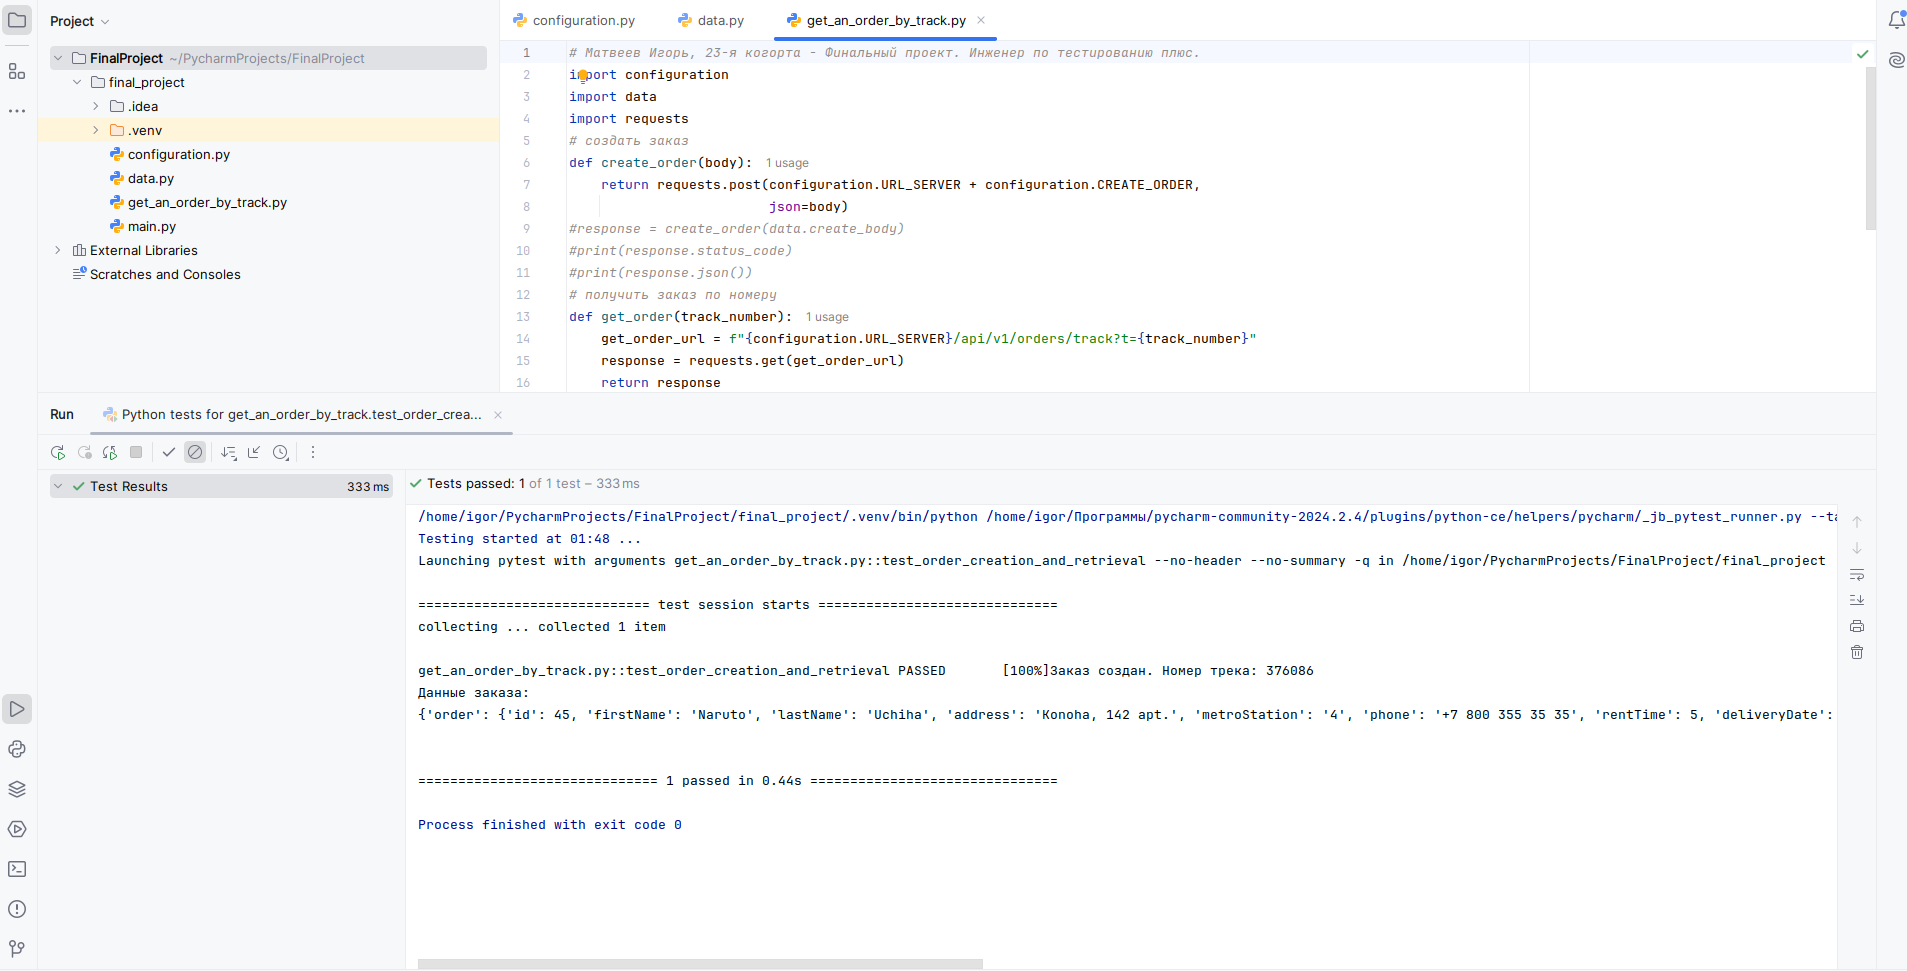 Project
configuration.py
data.py
get_an_order_by_track.py
FinalProject ~/PycharmProjects/FinalProject
final_project
.idea
.venv
configuration.py
data.py
get_an_order_by_track.py
main.py
External Libraries
Scratches and Consoles
1 # Матвеев Игорь, 23-я когорта - Финальный проект. Инженер по тестированию плюс.
2 import configuration
3 import data
4 import requests
5 # создать заказ
6 def create_order(body): 1 usage
7 return requests.post(configuration.URL_SERVER + configuration.CREATE_ORDER,
8 json=body)
9 #response = create_order(data.create_body)
10 #print(response.status_code)
11 #print(response.json())
12 # получить заказ по номеру
13 def get_order(track_number): 1 usage
14 get_order_url = f"{configuration.URL_SERVER}/api/v1/orders/track?t={track_number}"
15 response = requests.get(get_order_url)
16 return response
Run
Python tests for get_an_order_by_track.test_order_crea...
Test Results 333 ms
Tests passed: 1 of 1 test – 333 ms
/home/igor/PycharmProjects/FinalProject/final_project/.venv/bin/python /home/igor/Программы/pycharm-community-2024.2.4/plugins/python-ce/helpers/pycharm/_jb_pytest_runner.py --ta
Testing started at 01:48 ...
Launching pytest with arguments get_an_order_by_track.py::test_order_creation_and_retrieval --no-header --no-summary -q in /home/igor/PycharmProjects/FinalProject/final_project
============================= test session starts ==============================
collecting ... collected 1 item
get_an_order_by_track.py::test_order_creation_and_retrieval PASSED [100%]Заказ создан. Номер трека: 376086
Данные заказа:
{'order': {'id': 45, 'firstName': 'Naruto', 'lastName': 'Uchiha', 'address': 'Konoha, 142 apt.', 'metroStation': '4', 'phone': '+7 800 355 35 35', 'rentTime': 5, 'deliveryDate':
============================== 1 passed in 0.44s ===============================
Process finished with exit code 0